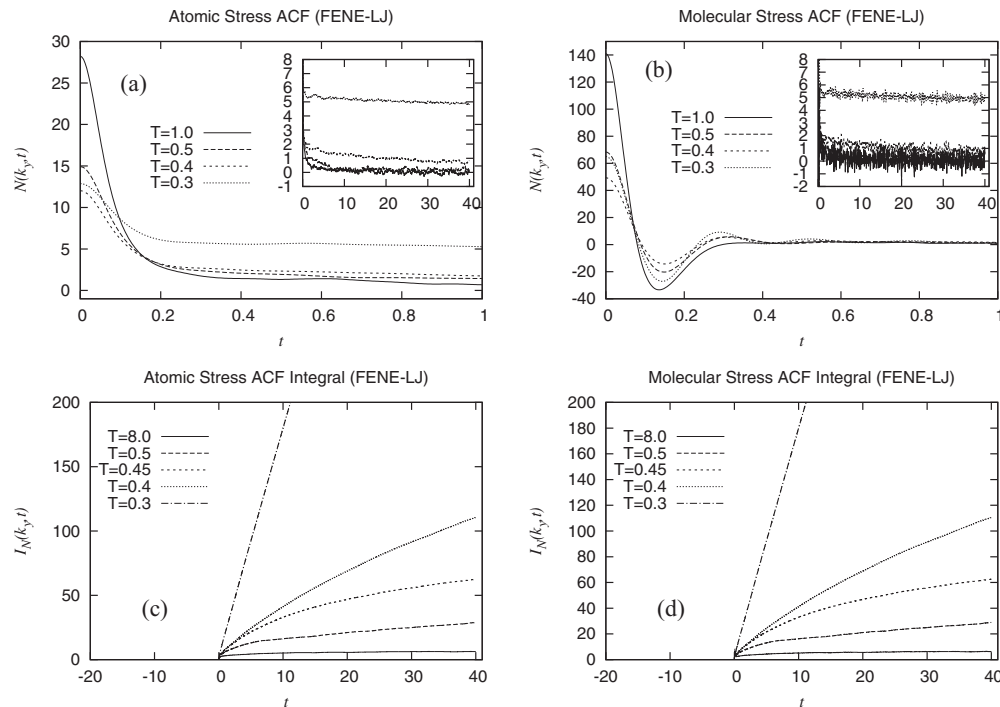 Atomic Stress ACF (FENE-LJ)
30
25
20
15
10
5
0
N(k_y,t)
(a)
T=1.0
T=0.5
T=0.4
T=0.3
8
7
6
5
4
3
2
1
0
-1
0 10 20 30 40
0 0.2 0.4 0.6 0.8 1
t
Molecular Stress ACF (FENE-LJ)
140
120
100
80
60
40
20
0
-20
-40
N(k_y,t)
(b)
T=1.0
T=0.5
T=0.4
T=0.3
8
7
6
5
4
3
2
1
0
-1
-2
0 10 20 30 40
0 0.2 0.4 0.6 0.8 1
t
Atomic Stress ACF Integral (FENE-LJ)
200
150
100
50
0
I_N(k_y,t)
T=8.0
T=0.5
T=0.45
T=0.4
T=0.3
(c)
-20 -10 0 10 20 30 40
t
Molecular Stress ACF Integral (FENE-LJ)
200
180
160
140
120
100
80
60
40
20
0
I_N(k_y,t)
T=8.0
T=0.5
T=0.45
T=0.4
T=0.3
(d)
-20 -10 0 10 20 30 40
t